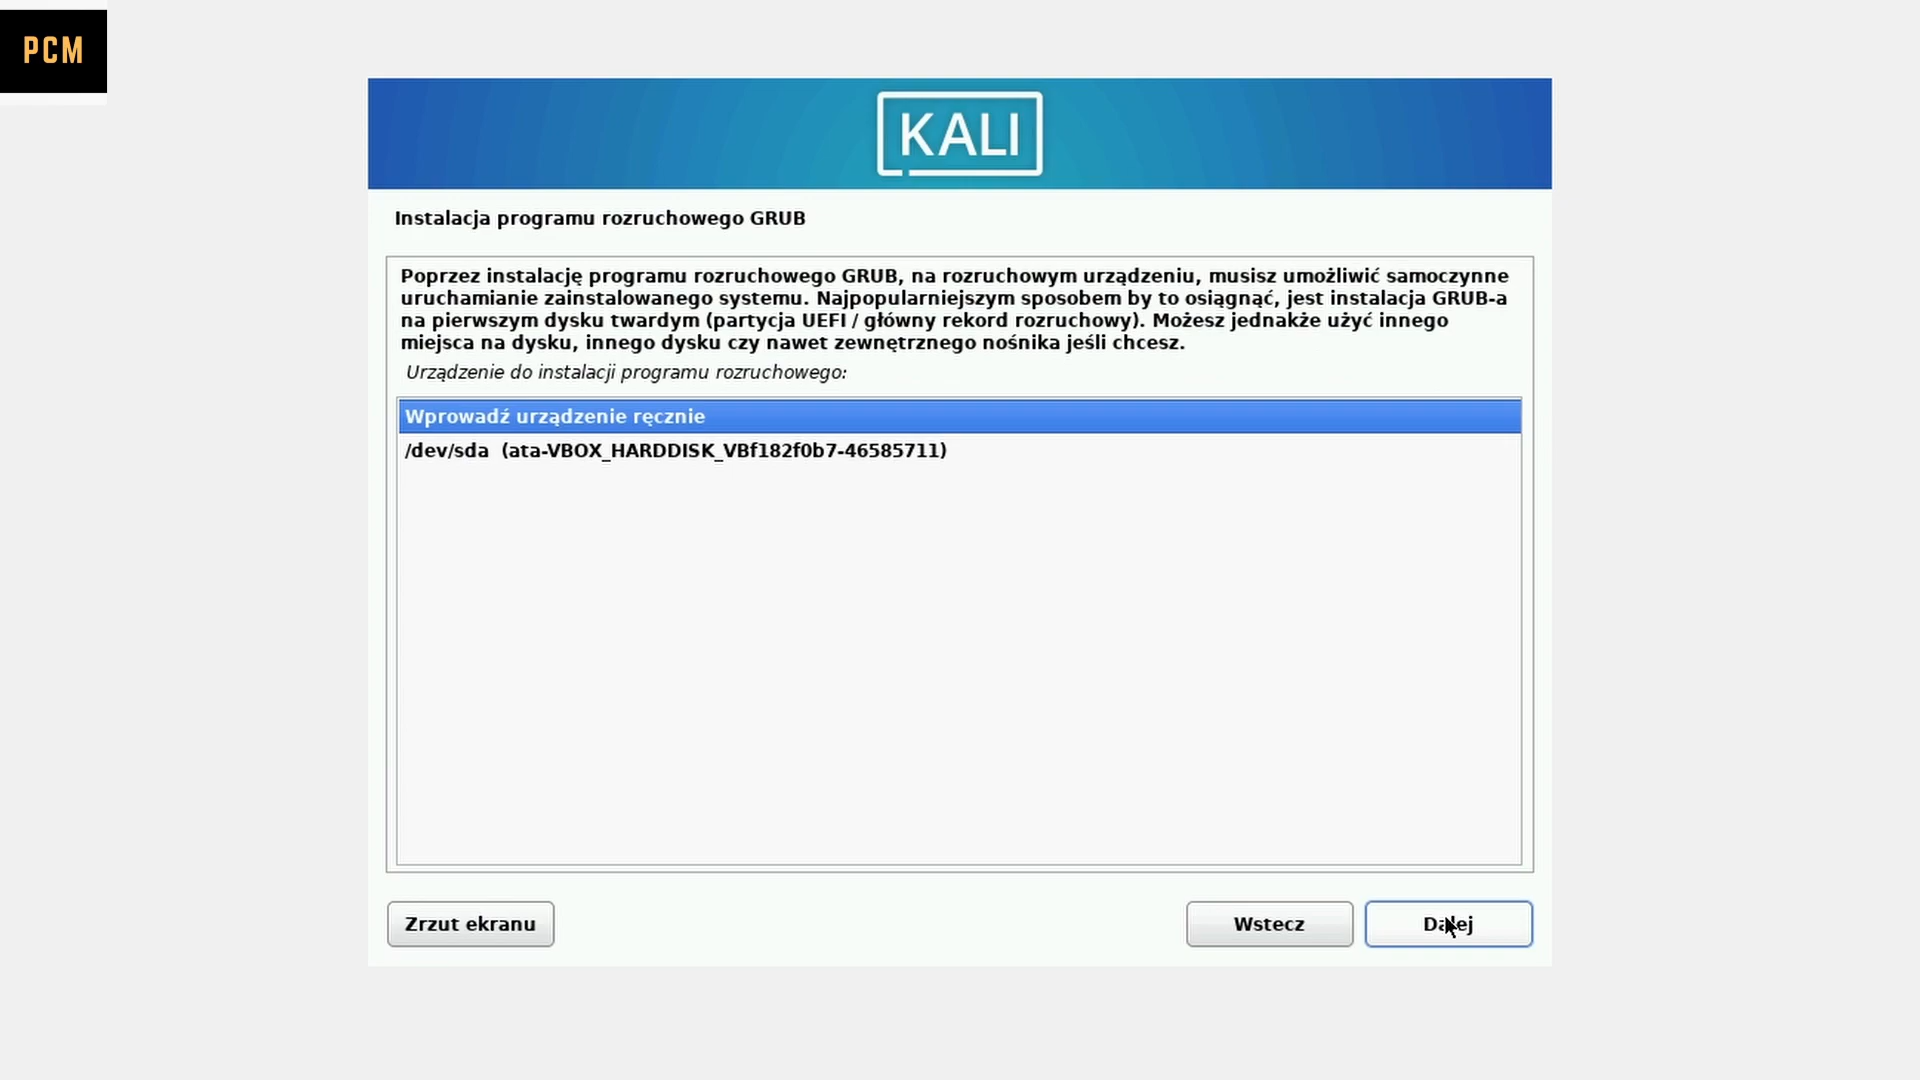 PCM
KALI
Instalacja programu rozruchowego GRUB
Poprzez instalację programu rozruchowego GRUB, na rozruchowym urządzeniu, musisz umożliwić samoczynne
uruchamianie zainstalowanego systemu. Najpopularniejszym sposobem by to osiągnąć, jest instalacja GRUB-a
na pierwszym dysku twardym (partycja UEFI / główny rekord rozruchowy). Możesz jednakże użyć innego
miejsca na dysku, innego dysku czy nawet zewnętrznego nośnika jeśli chcesz.
Urządzenie do instalacji programu rozruchowego:
Wprowadź urządzenie ręcznie
/dev/sda (ata-VBOX_HARDDISK_VBf182f0b7-46585711)
Zrzut ekranu
Wstecz
Dalej